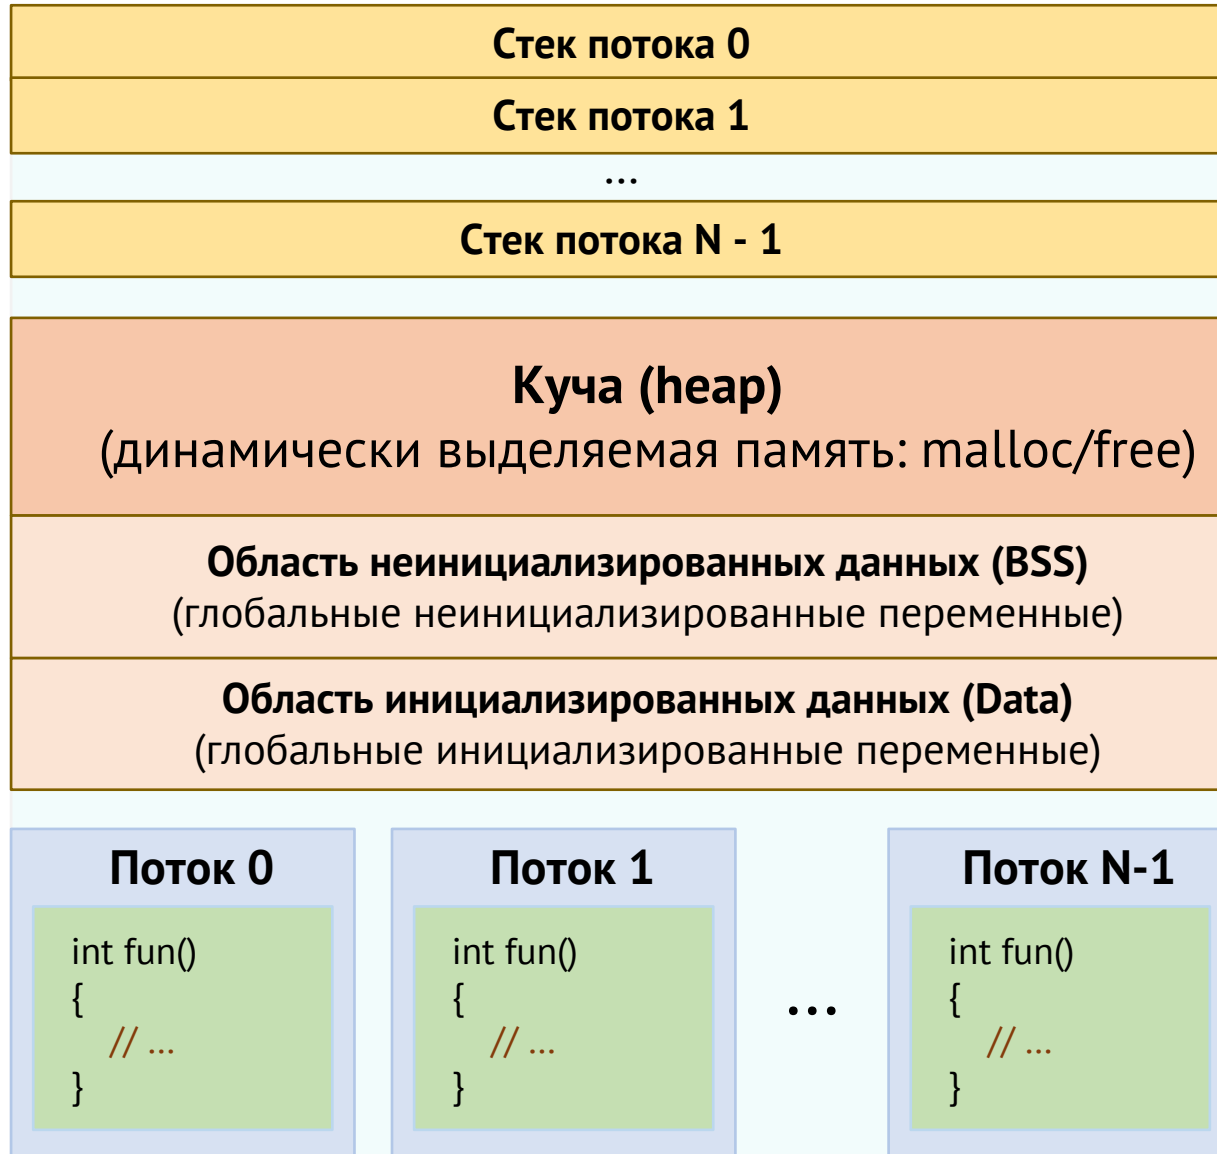 Стек потока 0
Стек потока 1
...
Стек потока N - 1
Куча (heap)
(динамически выделяемая память: malloc/free)
Область неинициализированных данных (BSS)
(глобальные неинициализированные переменные)
Область инициализированных данных (Data)
(глобальные инициализированные переменные)
Поток 0
int fun()
{
// ...
}
Поток 1
int fun()
{
// ...
}
...
Поток N-1
int fun()
{
// ...
}